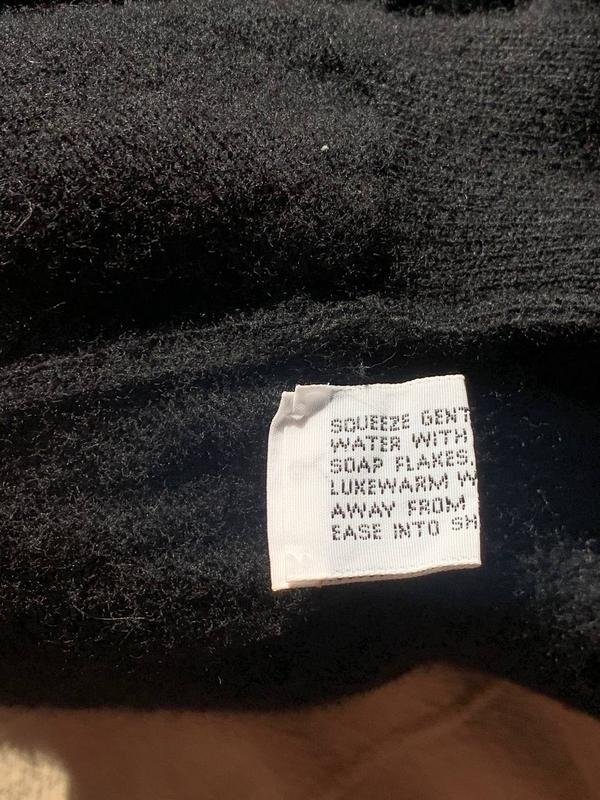 SQUEEZE GENT
WATER WITH
SOAP FLAKES.
LUKEWARM W
AWAY FROM
EASE INTO SH